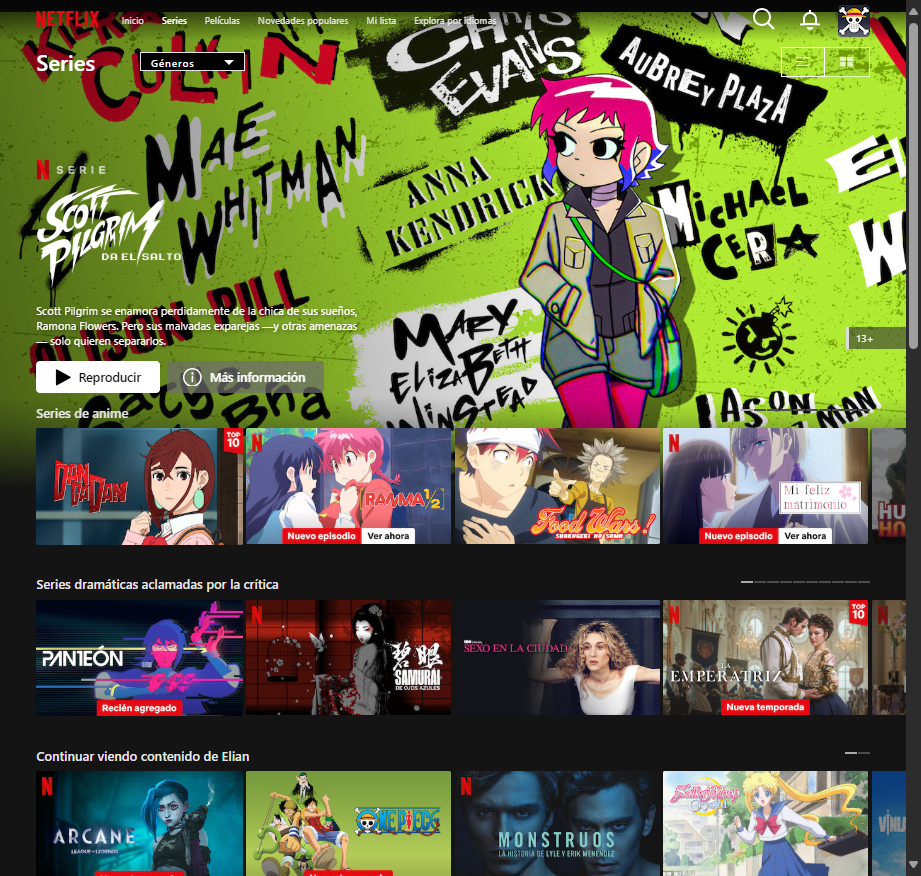 NETFLIX
Inicio
Series
Películas
Novedades populares
Mi lista
Explora por idiomas
Series
Géneros
CULKIN
CHRIS
EVANS
AUBREY PLAZA
MAE
WHITMAN
ANNA
KENDRICK
MICHAEL
CERA
N SERIE
SCOTT
PILGRIM
DA EL SALTO
Scott Pilgrim se enamora perdidamente de la chica de sus sueños,
Ramona Flowers. Pero sus malvadas exparejas —y otras amenazas
— solo quieren separarlos.
ALISON PILL
MARY
ELIZABETH
WINSTEAD
13+
Reproducir
Más información
JASON
Series de anime
DAN
DA DAN
TOP
10
N
RANMA 1/2
Nuevo episodio
Ver ahora
Food Wars!
SHOKUGEKI NO SOMA
N
Mi feliz
matrimonio
Nuevo episodio
Ver ahora
Series dramáticas aclamadas por la crítica
PANTEÓN
Recién agregado
N
碧眼
SAMURAI
DE OJOS AZULES
HBO
SEXO EN LA CIUDAD
N
LA
EMPERATRIZ
TOP
10
Nueva temporada
N
Continuar viendo contenido de Elian
N
ARCANE
LEAGUE OF LEGENDS
ONE PIECE
N
MONSTRUOS
LA HISTORIA DE LYLE Y ERIK MENENDEZ
Sailor Moon
Crystal